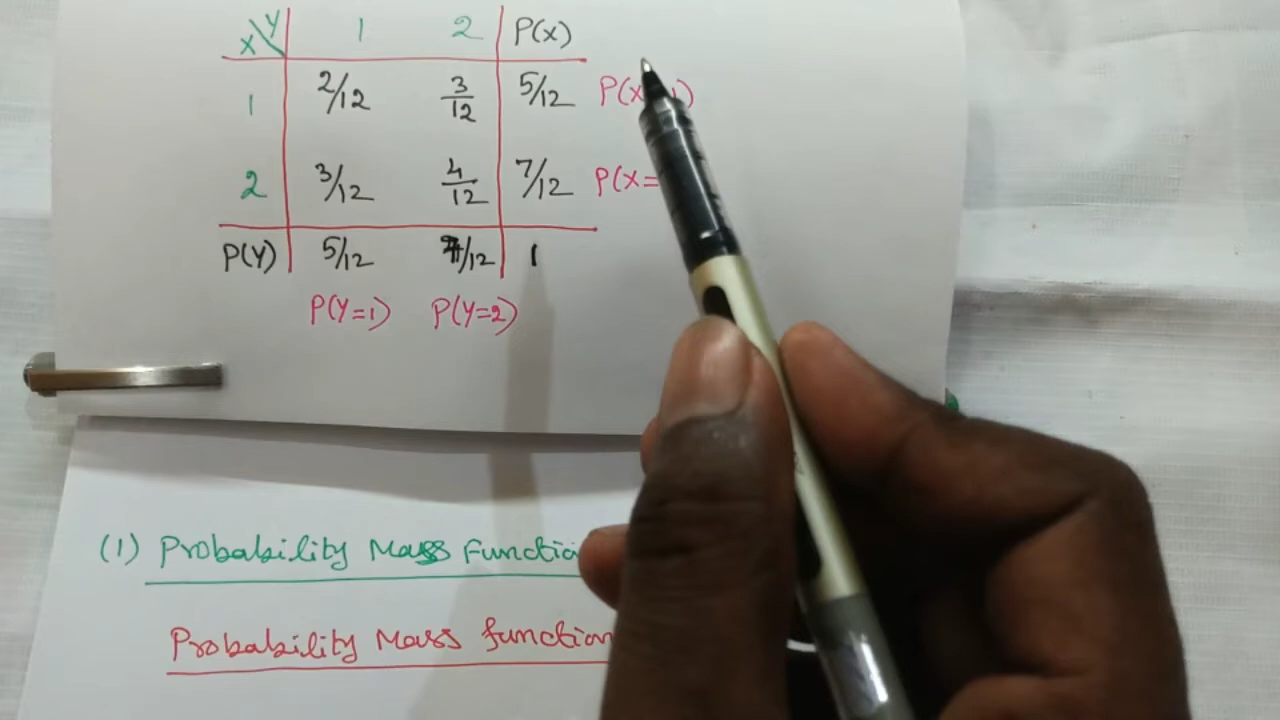 X Y 1 2 P(X)
1 2/12 3/12 5/12
2 3/12 4/12 7/12 P(X=
P(Y) 5/12 7/12 1
P(Y=1) P(Y=2)
(1) Probability Mass
Probability Mass function